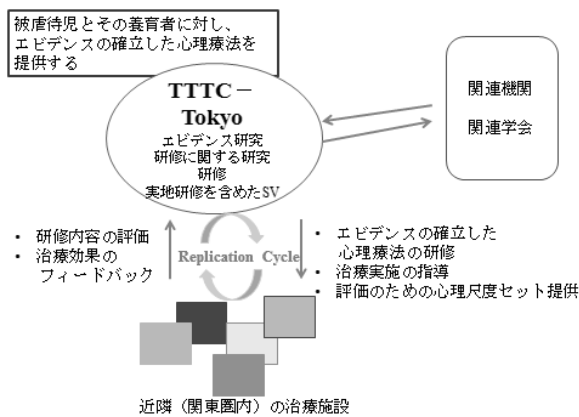 被虐待児とその養育者に対し、
エビデンスの確立した心理療法を
提供する
TTTC－
Tokyo
エビデンス研究
研修に関する研究
研修
実地研修を含めたSV
関連機関
関連学会
• 研修内容の評価
• 治療効果の
フィードバック
Replication Cycle
• エビデンスの確立した
心理療法の研修
• 治療実施の指導
• 評価のための心理尺度セット提供
近隣（関東圏内）の治療施設